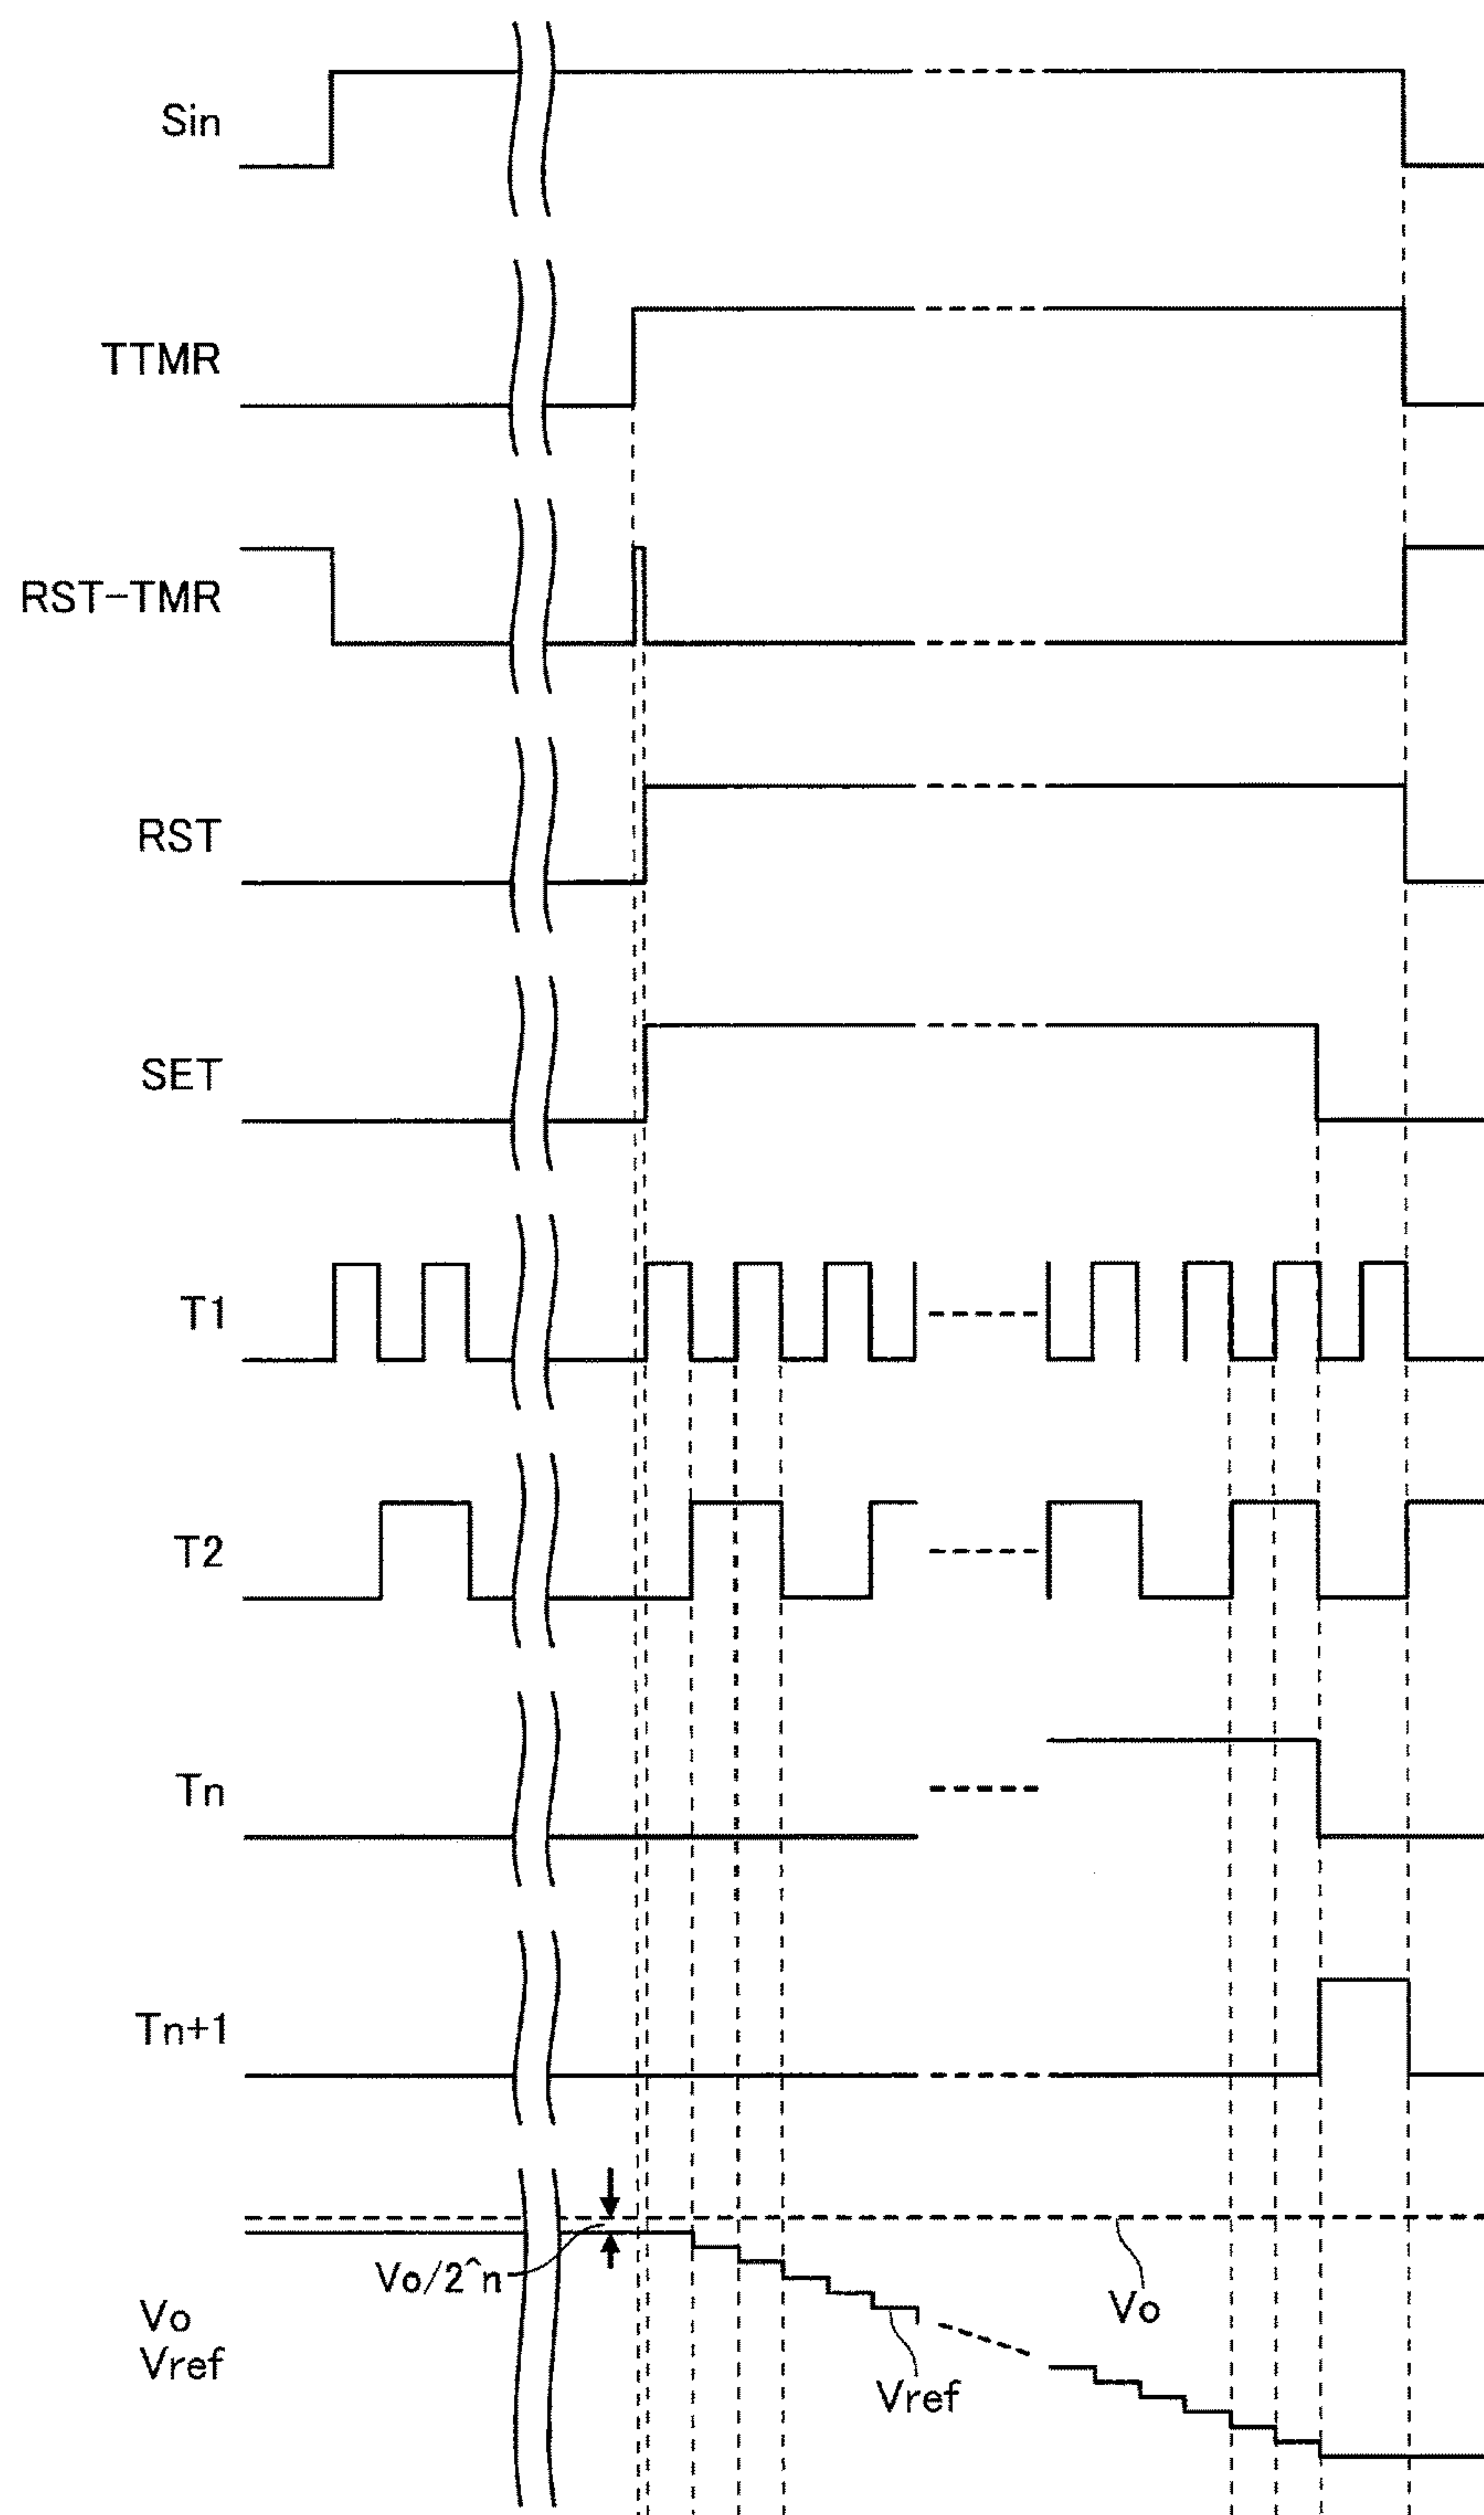 Sin
TTMR
RST-TMR
RST
SET
T1
T2
Tn
Tn+1
Vo/2^n
Vo
Vo
Vref
Vref